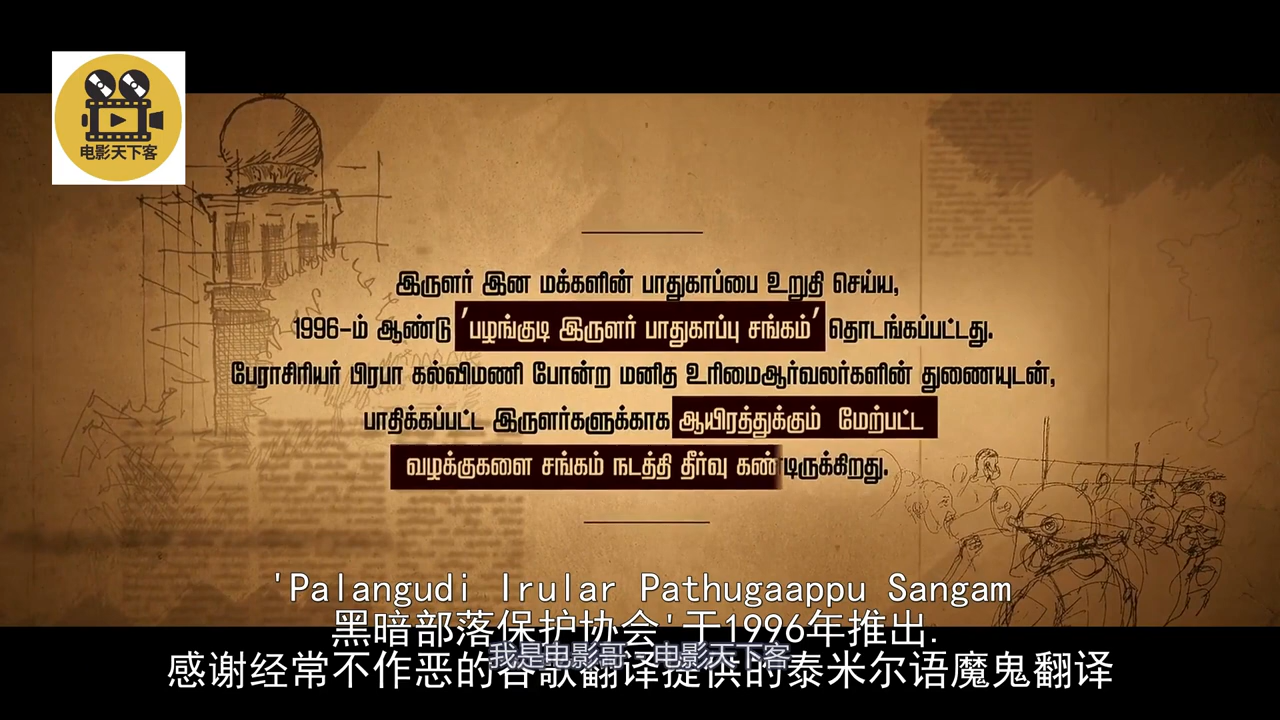 电影天下客
இருளர் இன மக்களின் பாதுகாப்பை உறுதி செய்ய,
1996-ம் ஆண்டு 'பழங்குடி இருளர் பாதுகாப்பு சங்கம்' தொடங்கப்பட்டது.
பேராசிரியர் பிரபா கல்விமணி போன்ற மனித உரிமைஆர்வலர்களின் துணையுடன்,
பாதிக்கப்பட்ட இருளர்களுக்காக ஆயிரத்துக்கும் மேற்பட்ட
வழக்குகளை சங்கம் நடத்தி தீர்வு கண்டிருக்கிறது.
'Palangudi Irular Pathugaappu Sangam
黑暗部落保护协会'于1996年推出.
我是电影哥 电影天下客
感谢经常不作恶的谷歌翻译提供的泰米尔语魔鬼翻译